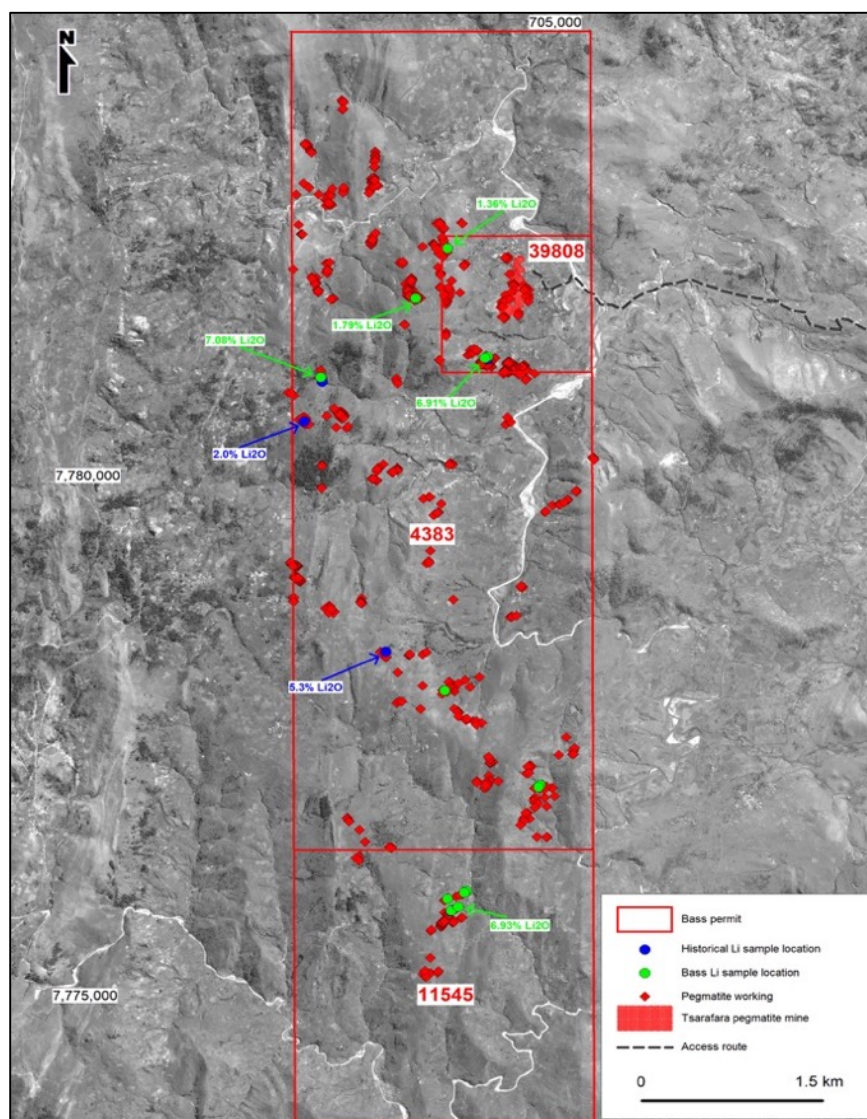 705,000
N
1.36% Li2O
39808
1.79% Li2O
7.08% Li2O
6.91% Li2O
2.0% Li2O
7,780,000
4383
5.3% Li2O
6.93% Li2O
7,775,000
11545
Bass permit
Historical Li sample location
Bass Li sample location
Pegmatite working
Tsarafara pegmatite mine
Access route
0 1.5 km